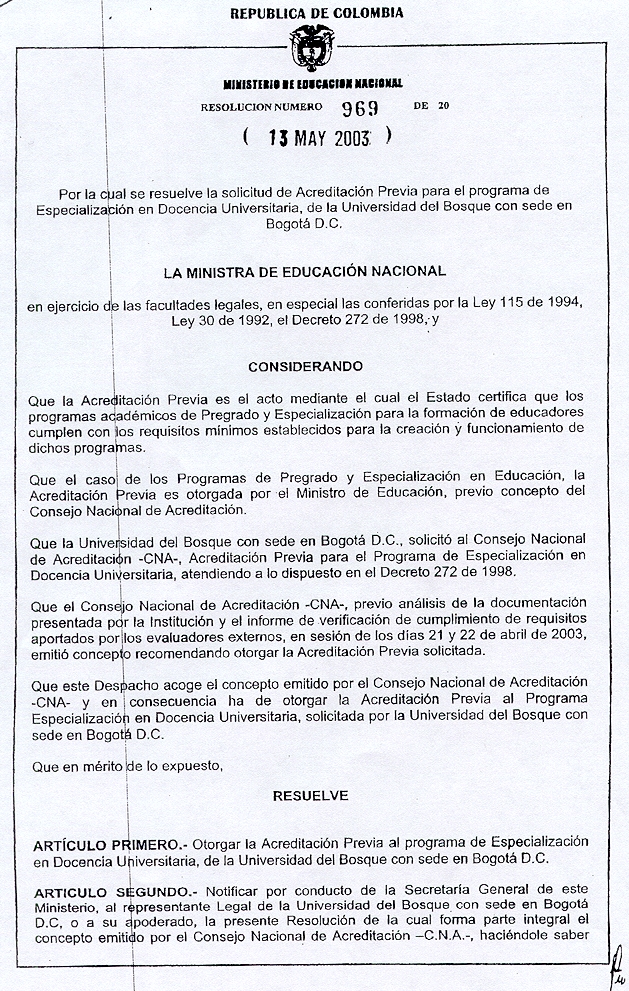 REPUBLICA DE COLOMBIA
MINISTERIO DE EDUCACION NACIONAL
RESOLUCION NUMERO 969 DE 20
( 13 MAY 2003 )
Por la cual se resuelve la solicitud de Acreditación Previa para el programa de
Especialización en Docencia Universitaria, de la Universidad del Bosque con sede en
Bogotá D.C.
LA MINISTRA DE EDUCACIÓN NACIONAL
en ejercicio de las facultades legales, en especial las conferidas por la Ley 115 de 1994,
Ley 30 de 1992, el Decreto 272 de 1998, y
CONSIDERANDO
Que la Acreditación Previa es el acto mediante el cual el Estado certifica que los
programas académicos de Pregrado y Especialización para la formación de educadores
cumplen con los requisitos mínimos establecidos para la creación y funcionamiento de
dichos programas.
Que el caso de los Programas de Pregrado y Especialización en Educación, la
Acreditación Previa es otorgada por el Ministro de Educación, previo concepto del
Consejo Nacional de Acreditación.
Que la Universidad del Bosque con sede en Bogotá D.C., solicitó al Consejo Nacional
de Acreditación -CNA-, Acreditación Previa para el Programa de Especialización en
Docencia Universitaria, atendiendo a lo dispuesto en el Decreto 272 de 1998.
Que el Consejo Nacional de Acreditación -CNA-, previo análisis de la documentación
presentada por la Institución y el informe de verificación de cumplimiento de requisitos
aportados por los evaluadores externos, en sesión de los días 21 y 22 de abril de 2003,
emitió concepto recomendando otorgar la Acreditación Previa solicitada.
Que este Despacho acoge el concepto emitido por el Consejo Nacional de Acreditación
-CNA- y en consecuencia ha de otorgar la Acreditación Previa al Programa
Especialización en Docencia Universitaria, solicitada por la Universidad del Bosque con
sede en Bogotá D.C.
Que en mérito de lo expuesto,
RESUELVE
ARTÍCULO PRIMERO.- Otorgar la Acreditación Previa al programa de Especialización
en Docencia Universitaria, de la Universidad del Bosque con sede en Bogotá D.C.
ARTICULO SEGUNDO.- Notificar por conducto de la Secretaría General de este
Ministerio, al representante Legal de la Universidad del Bosque con sede en Bogotá
D.C, o a su apoderado, la presente Resolución de la cual forma parte integral el
concepto emitido por el Consejo Nacional de Acreditación –C.N.A.-, haciéndole saber